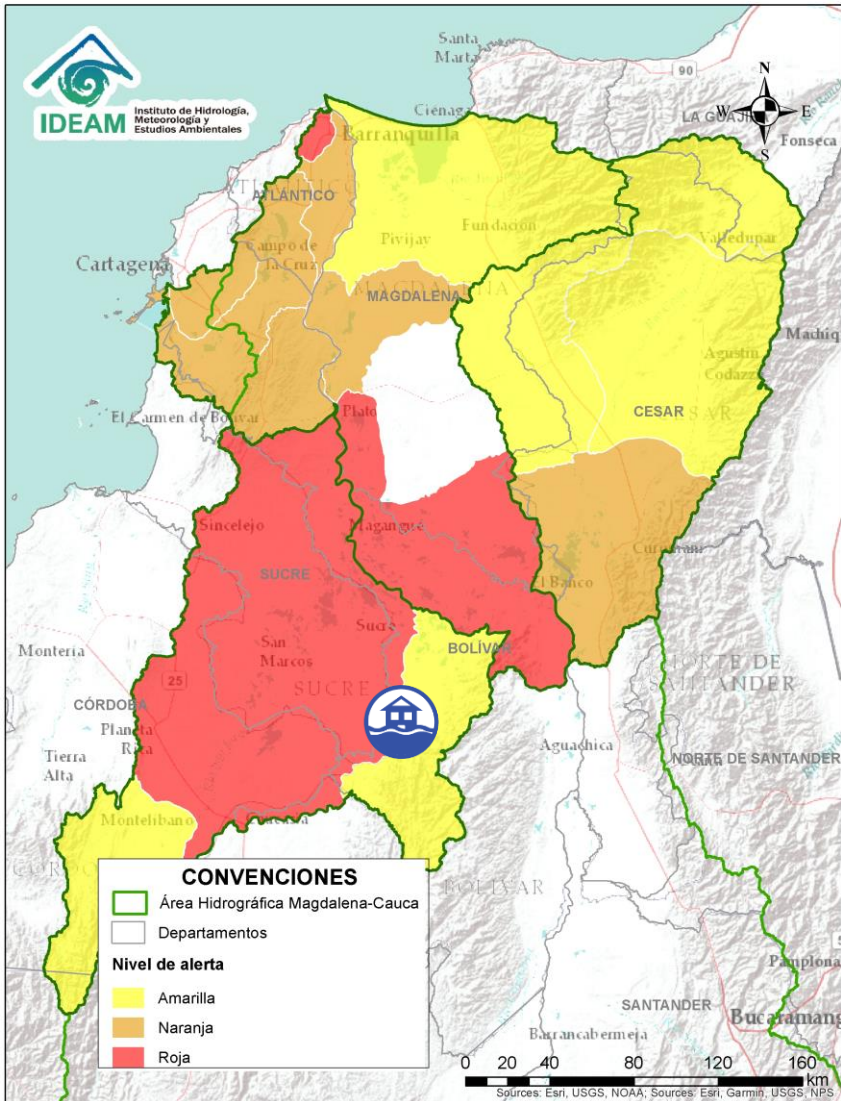 IDEAM
Instituto de Hidrología,
Meteorología y
Estudios Ambientales
Santa
Marta
90
N
W
E
S
LA GUAJI
Fonseca
Ciénaga
Barranquilla
ATLÁNTICO
Cartagena
Campo de
la Cruz
Pivijay
Fundación
Valledupar
MAGDALENA
Agustín
Codazzi
CESAR
El Carmen de Bolívar
Plato
Sincelejo
Magangué
SUCRE
El Banco
Sucre
San
Marcos
SUCRE
BOLÍVAR
Montería
25
CÓRDOBA
Planeta
Rica
Tierra
Alta
NORTE DE
SANTANDER
Aguachica
NORTE DE SANTANDER
Montelibano
BOLÍVAR
Pamplona
SANTANDER
Bucaramang
Barrancabermeja
CONVENCIONES
Área Hidrográfica Magdalena-Cauca
Departamentos
Nivel de alerta
Amarilla
Naranja
Roja
0 20 40 80 120 160
km
Sources: Esri, USGS, NOAA; Sources: Esri, Garmin, USGS, NPS